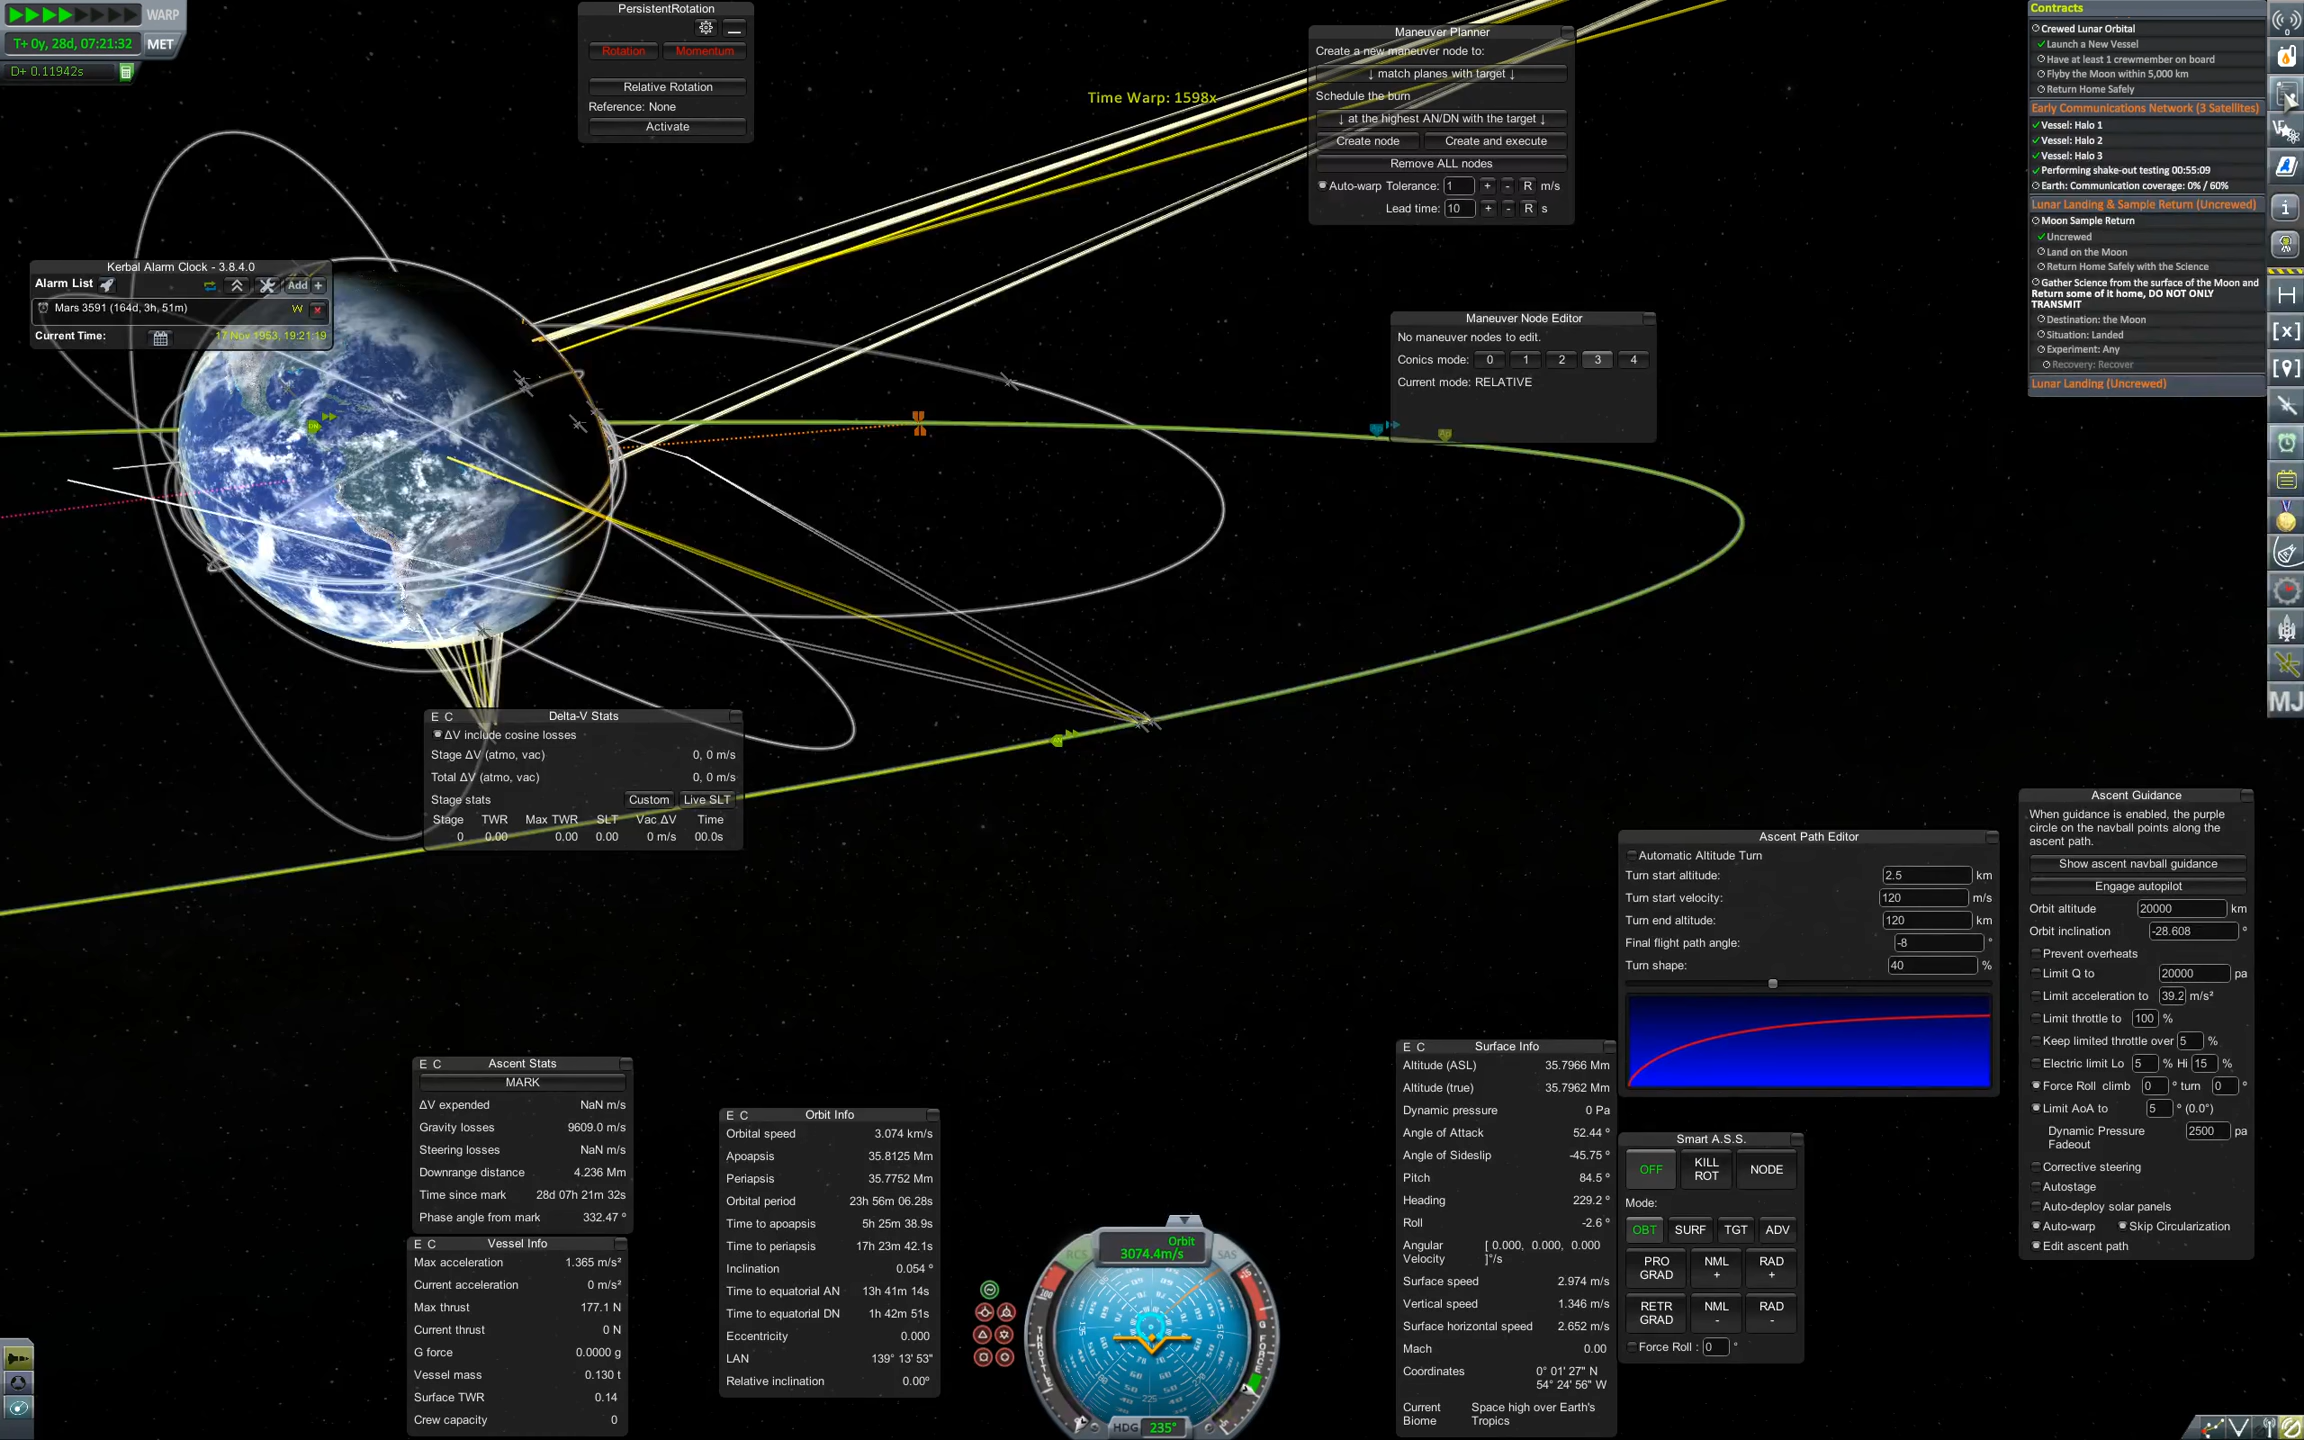 WARP
T+ 0y, 28d, 07:21:32 MET
D+ 0.11942s
PersistentRotation
Rotation Momentum
Relative Rotation
Reference: None
Activate
Time Warp: 1598x
Maneuver Planner
Create a new maneuver node to:
↓ match planes with target ↓
Schedule the burn
↓ at the highest AN/DN with the target ↓
Create node Create and execute
Remove ALL nodes
Auto-warp Tolerance: 1 + - R m/s
Lead time: 10 + - R s
Contracts
Crewed Lunar Orbital
Launch a New Vessel
Have at least 1 crewmember on board
Flyby the Moon within 5,000 km
Return Home Safely
Early Communications Network (3 Satellites)
Vessel: Halo 1
Vessel: Halo 2
Vessel: Halo 3
Performing shake-out testing 00:55:09
Earth: Communication coverage: 0% / 60%
Lunar Landing & Sample Return (Uncrewed)
Moon Sample Return
Uncrewed
Land on the Moon
Return Home Safely with the Science
Gather Science from the surface of the Moon and
Return some of it home, DO NOT ONLY
TRANSMIT
Destination: the Moon
Situation: Landed
Experiment: Any
Recovery: Recover
Lunar Landing (Uncrewed)
Kerbal Alarm Clock - 3.8.4.0
Alarm List Add +
Mars 3591 (164d, 3h, 51m) W x
Current Time: 17 Nov 1953, 19:21:19
Maneuver Node Editor
No maneuver nodes to edit.
Conics mode: 0 1 2 3 4
Current mode: RELATIVE
DN
MJ
E C Delta-V Stats
ΔV include cosine losses
Stage ΔV (atmo, vac) 0, 0 m/s
Total ΔV (atmo, vac) 0, 0 m/s
Stage stats Custom Live SLT
Stage TWR Max TWR SLT Vac ΔV Time
0 0.00 0.00 0.00 0 m/s 00.0s
Ascent Path Editor
Automatic Altitude Turn
Turn start altitude: 2.5 km
Turn start velocity: 120 m/s
Turn end altitude: 120 km
Final flight path angle: -8 °
Turn shape: 40 %
Ascent Guidance
When guidance is enabled, the purple
circle on the navball points along the
ascent path.
Show ascent navball guidance
Engage autopilot
Orbit altitude 20000 km
Orbit inclination -28.608 °
Prevent overheats
Limit Q to 20000 pa
Limit acceleration to 39.2 m/s²
Limit throttle to 100 %
Keep limited throttle over 5 %
Electric limit Lo 5 % Hi 15 %
Force Roll climb 0 ° turn 0 °
Limit AoA to 5 ° (0.0°)
Dynamic Pressure
Fadeout 2500 pa
Corrective steering
Autostage
Auto-deploy solar panels
Auto-warp Skip Circularization
Edit ascent path
E C Ascent Stats
MARK
ΔV expended NaN m/s
Gravity losses 9609.0 m/s
Steering losses NaN m/s
Downrange distance 4.236 Mm
Time since mark 28d 07h 21m 32s
Phase angle from mark 332.47 °
E C Vessel Info
Max acceleration 1.365 m/s²
Current acceleration 0 m/s²
Max thrust 177.1 N
Current thrust 0 N
G force 0.0000 g
Vessel mass 0.130 t
Surface TWR 0.14
Crew capacity 0
E C Orbit Info
Orbital speed 3.074 km/s
Apoapsis 35.8125 Mm
Periapsis 35.7752 Mm
Orbital period 23h 56m 06.28s
Time to apoapsis 5h 25m 38.9s
Time to periapsis 17h 23m 42.1s
Inclination 0.054 °
Time to equatorial AN 13h 41m 14s
Time to equatorial DN 1h 42m 51s
Eccentricity 0.000
LAN 139° 13' 53"
Relative inclination 0.00º
RCS Orbit SAS
3074.4m/s
THROTTLE
G FORCE
HDG 235°
E C Surface Info
Altitude (ASL) 35.7966 Mm
Altitude (true) 35.7962 Mm
Dynamic pressure 0 Pa
Angle of Attack 52.44 °
Angle of Sideslip -45.75 °
Pitch 84.5 °
Heading 229.2 °
Roll -2.6 °
Angular [ 0.000, 0.000, 0.000
Velocity ]°/s
Surface speed 2.974 m/s
Vertical speed 1.346 m/s
Surface horizontal speed 2.652 m/s
Mach 0.00
Coordinates 0° 01' 27" N
54° 24' 56" W
Current Space high over Earth's
Biome Tropics
Smart A.S.S.
OFF KILL ROT NODE
Mode:
OBT SURF TGT ADV
PRO GRAD NML + RAD +
RETR GRAD NML - RAD -
Force Roll : 0 °